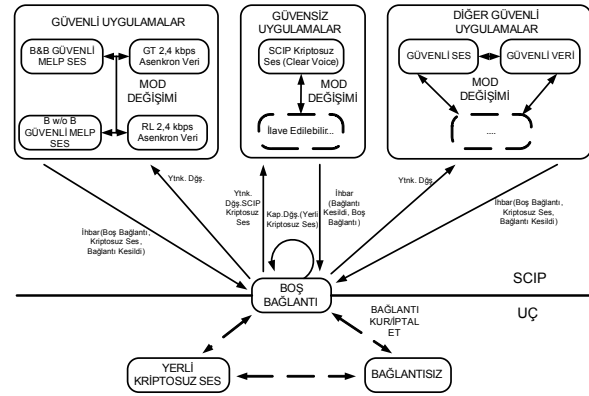 GÜVENLİ UYGULAMALAR
B&B GÜVENLİ
MELP SES
GT 2,4 kbps
Asenkron Veri
MOD
DEĞİŞİMİ
B w/o B
GÜVENLİ MELP
SES
RL 2,4 kbps
Asenkron Veri
GÜVENSİZ
UYGULAMALAR
SCIP Kriptosuz
Ses (Clear Voice)
MOD
DEĞİŞİMİ
İlave Edilebilir...
DİĞER GÜVENLİ
UYGULAMALAR
GÜVENLİ SES
GÜVENLİ VERİ
MOD
DEĞİŞİMİ
....
Ytnk. Dğş.
İhbar(Boş Bağlantı,
Kriptosuz Ses,
Bağlantı Kesildi)
Ytnk.
Dğş.SCIP
Kriptosuz
Ses
Kap.Dğş.(Yerli
Kriptosuz Ses)
İhbar
(Bağlantı
Kesildi, Boş
Bağlantı)
Ytnk. Dğş.
İhbar(Boş Bağlantı,
Kriptosuz Ses,
Bağlantı Kesildi)
BOŞ
BAĞLANTI
SCIP
UÇ
BAĞLANTI
KUR/İPTAL
ET
YERLİ
KRİPTOSUZ SES
BAĞLANTISIZ